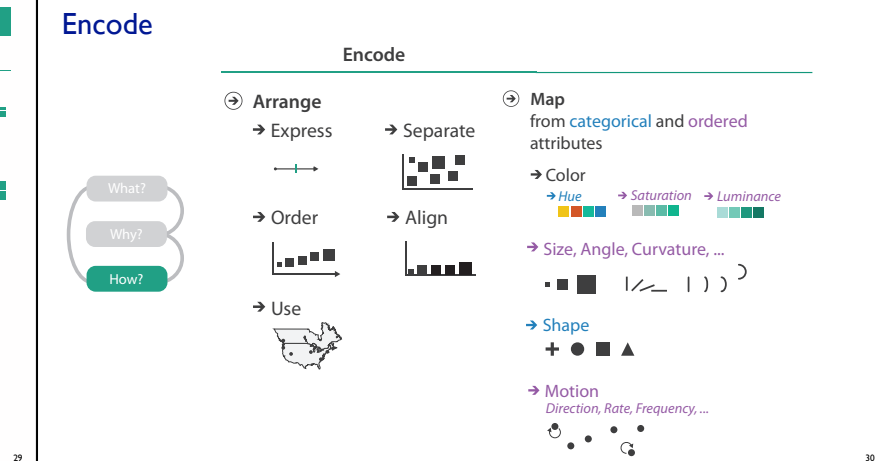 Encode
Encode
Arrange
Express
Separate
Order
Align
Use
What?
Why?
How?
Map
from categorical and ordered
attributes
Color
Hue
Saturation
Luminance
Size, Angle, Curvature, ...
Shape
Motion
Direction, Rate, Frequency, ...
29
30